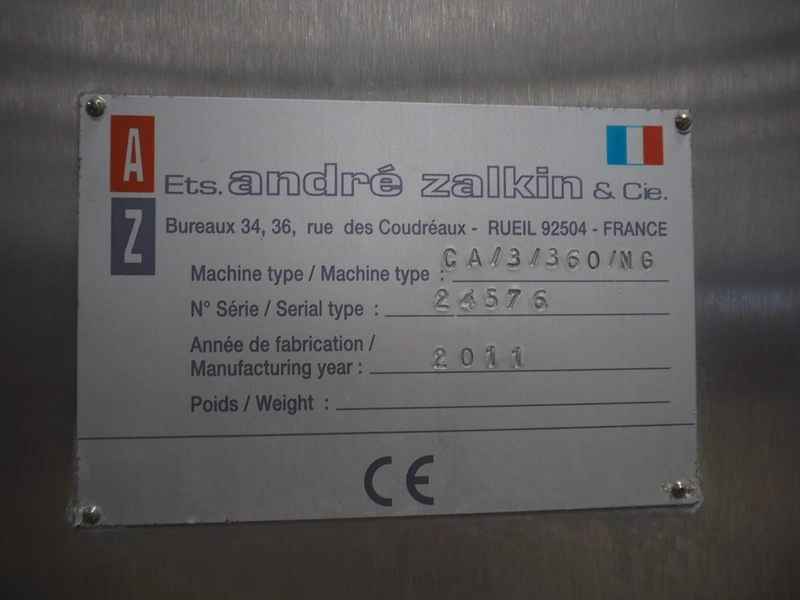 A
Z
Ets. andré zalkin & Cie.
Bureaux 34, 36, rue des Coudréaux - RUEIL 92504 - FRANCE
Machine type / Machine type : CA/3/360/NG
N° Série / Serial type : 24576
Année de fabrication /
Manufacturing year : 2011
Poids / Weight :
CE